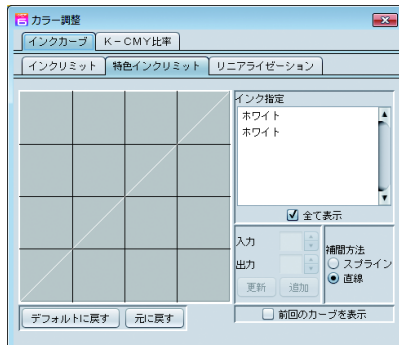 カラー調整
インクカーブ K-CMY比率
インクリミット 特色インクリミット リニアライゼーション
インク指定
ホワイト
ホワイト
全て表示
入力
出力
更新 追加
補間方法
スプライン
直線
デフォルトに戻す 元に戻す
前回のカーブを表示